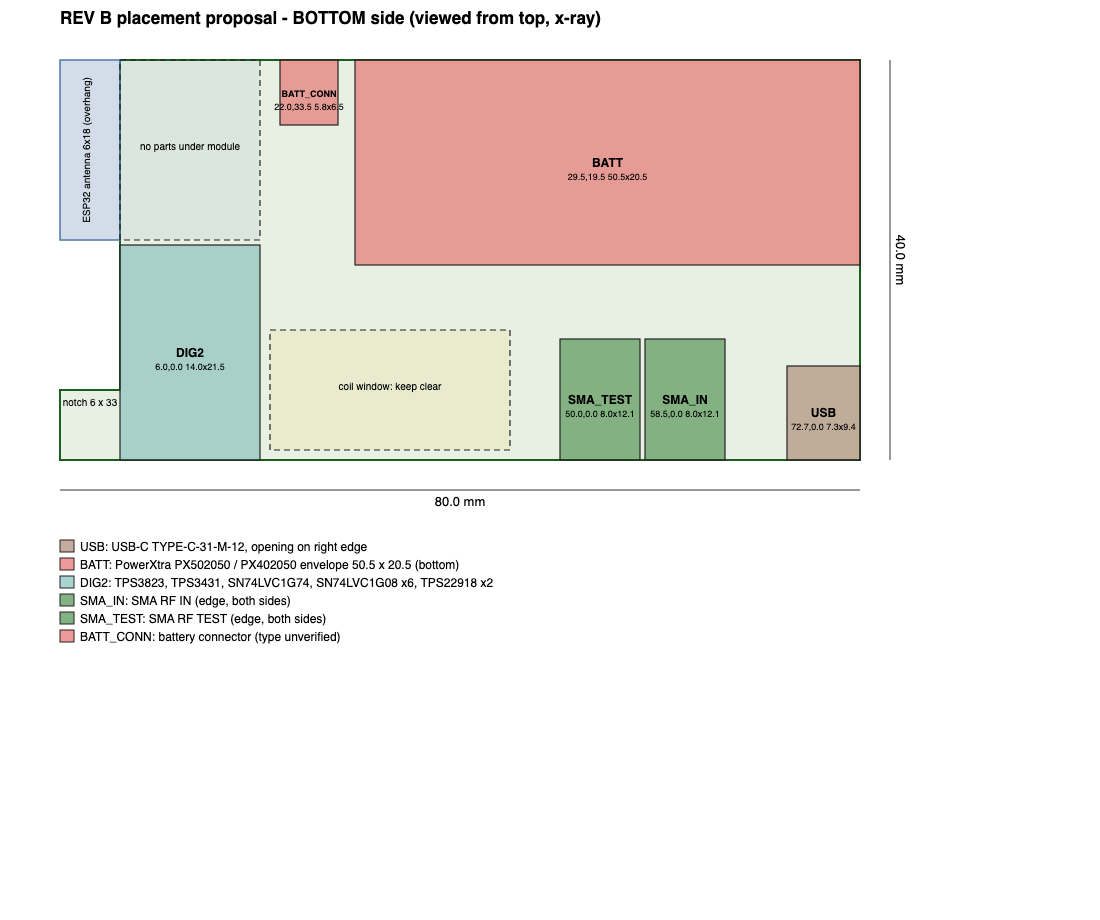 REV B placement proposal - BOTTOM side (viewed from top, x-ray)
ESP32 antenna 6x18 (overhang)
no parts under module
BATT_CONN
22.0,33.5 5.8x6.5
BATT
29.5,19.5 50.5x20.5
40.0 mm
DIG2
6.0,0.0 14.0x21.5
coil window: keep clear
notch 6 x 33
SMA_TEST
50.0,0.0 8.0x12.1
SMA_IN
58.5,0.0 8.0x12.1
USB
72.7,0.0 7.3x9.4
80.0 mm
USB: USB-C TYPE-C-31-M-12, opening on right edge
BATT: PowerXtra PX502050 / PX402050 envelope 50.5 x 20.5 (bottom)
DIG2: TPS3823, TPS3431, SN74LVC1G74, SN74LVC1G08 x6, TPS22918 x2
SMA_IN: SMA RF IN (edge, both sides)
SMA_TEST: SMA RF TEST (edge, both sides)
BATT_CONN: battery connector (type unverified)